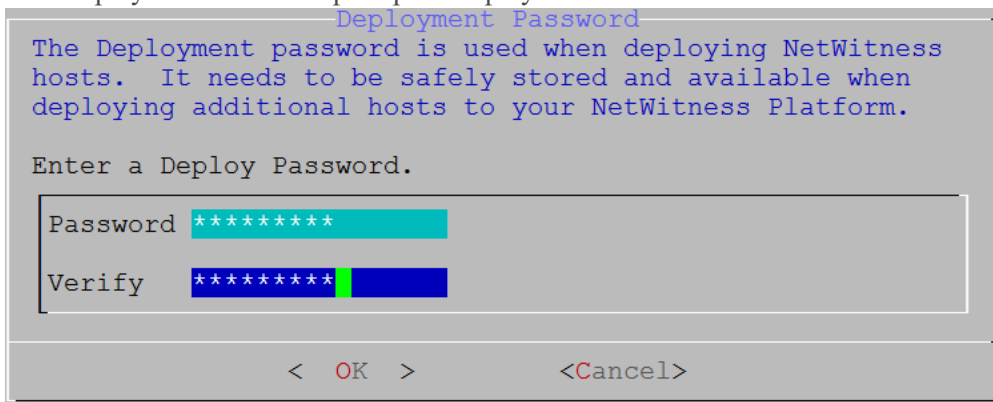 Deployment Password
The Deployment password is used when deploying NetWitness
hosts.  It needs to be safely stored and available when
deploying additional hosts to your NetWitness Platform.
Enter a Deploy Password.
Password *********
Verify *********
<  OK  > <Cancel>